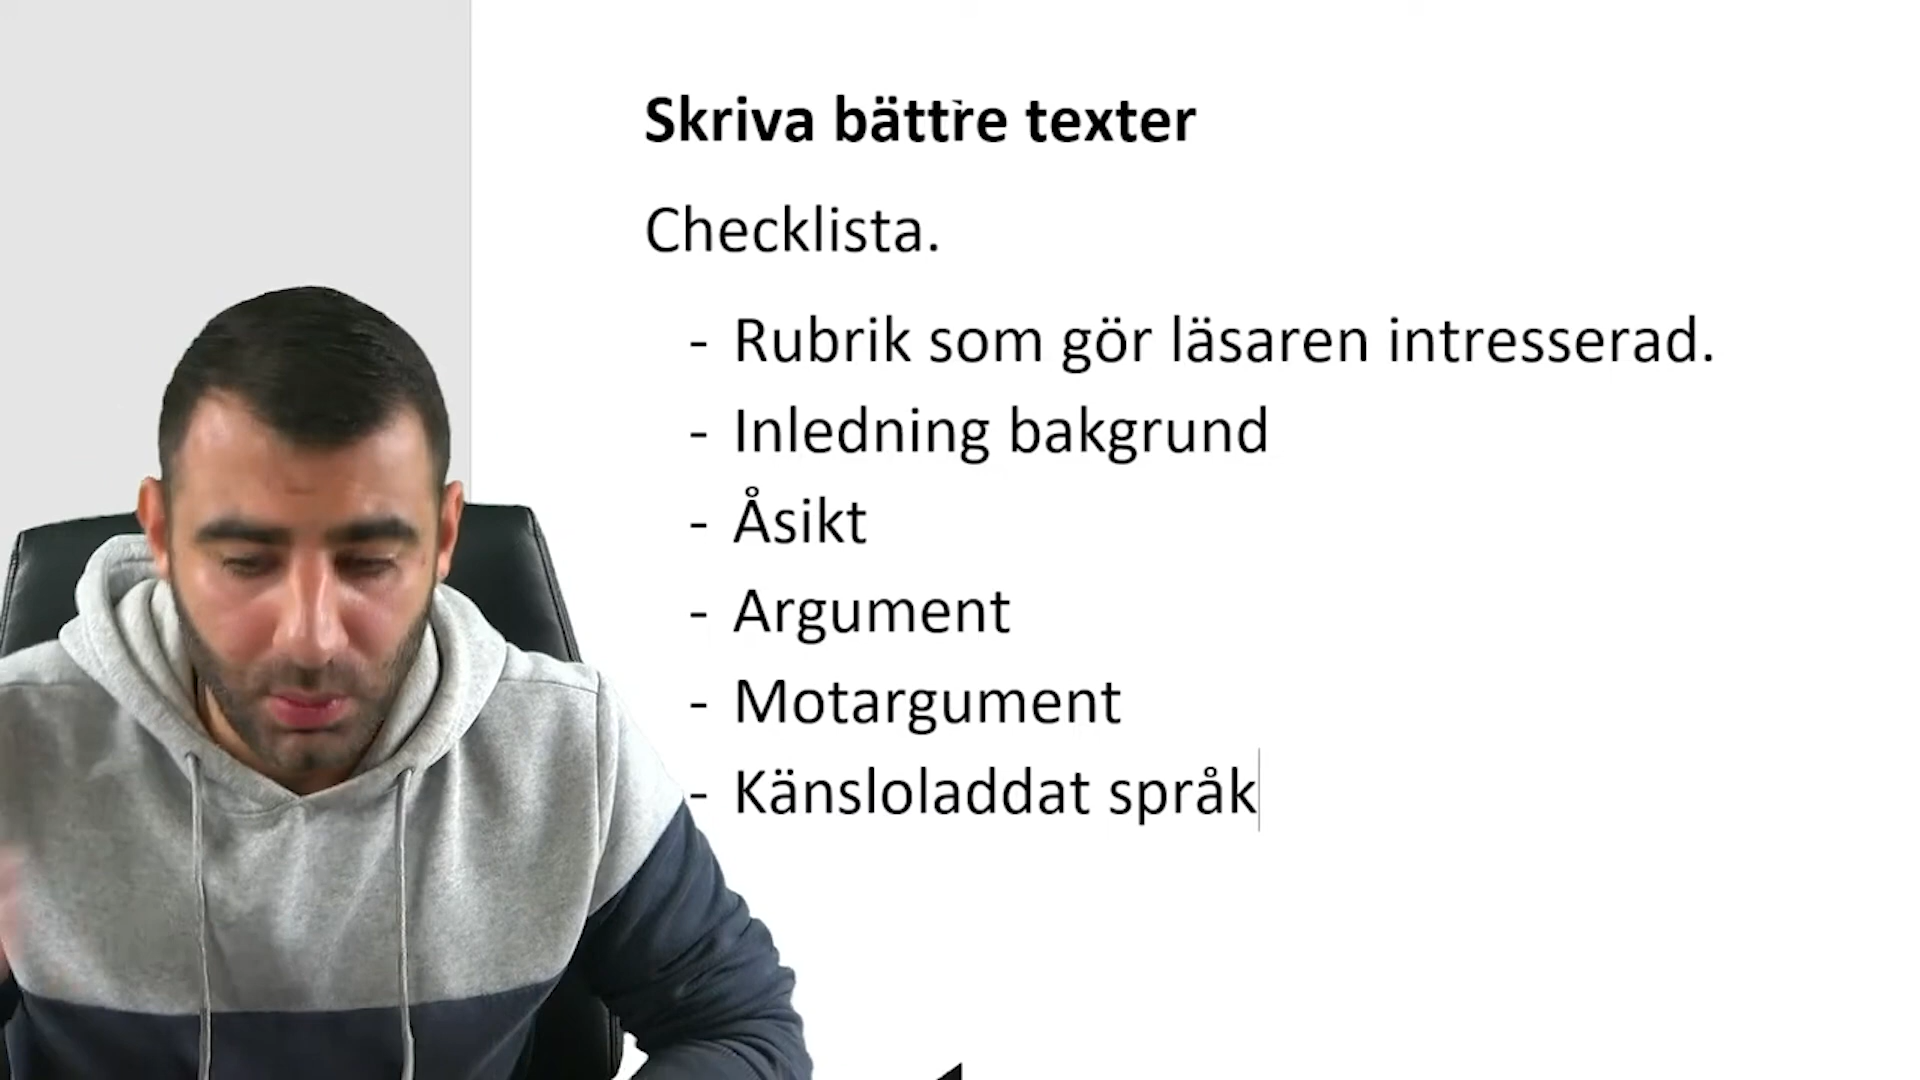 Skriva bättre texter
Checklista.
- Rubrik som gör läsaren intresserad.
- Inledning bakgrund
- Åsikt
- Argument
- Motargument
- Känsloladdat språk